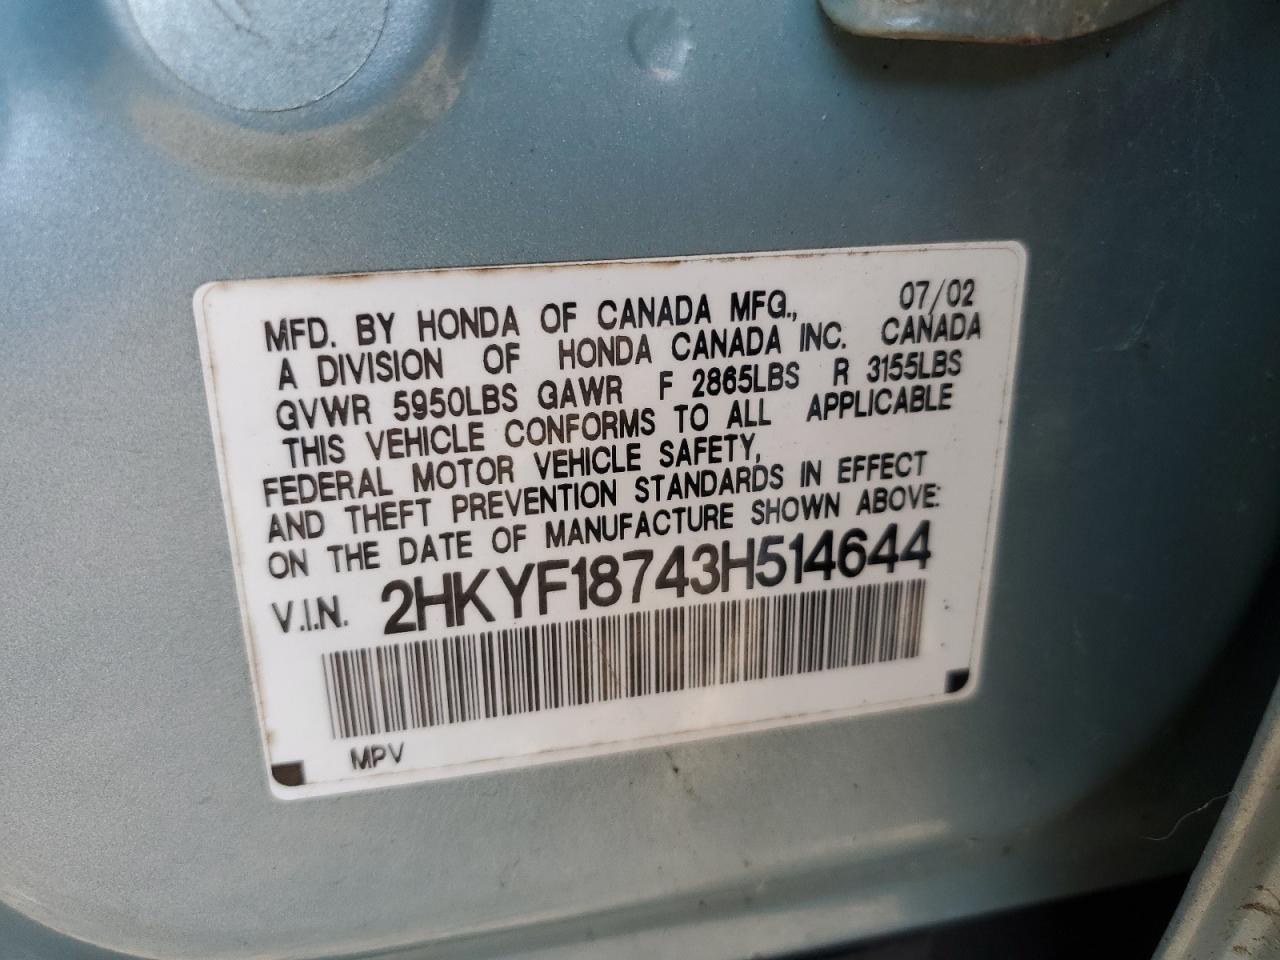 MFD. BY HONDA OF CANADA MFG., 07/02
A DIVISION OF HONDA CANADA INC. CANADA
GVWR 5950LBS GAWR F 2865LBS R 3155LBS
THIS VEHICLE CONFORMS TO ALL APPLICABLE
FEDERAL MOTOR VEHICLE SAFETY,
AND THEFT PREVENTION STANDARDS IN EFFECT
ON THE DATE OF MANUFACTURE SHOWN ABOVE:
V.I.N. 2HKYF18743H514644
MPV